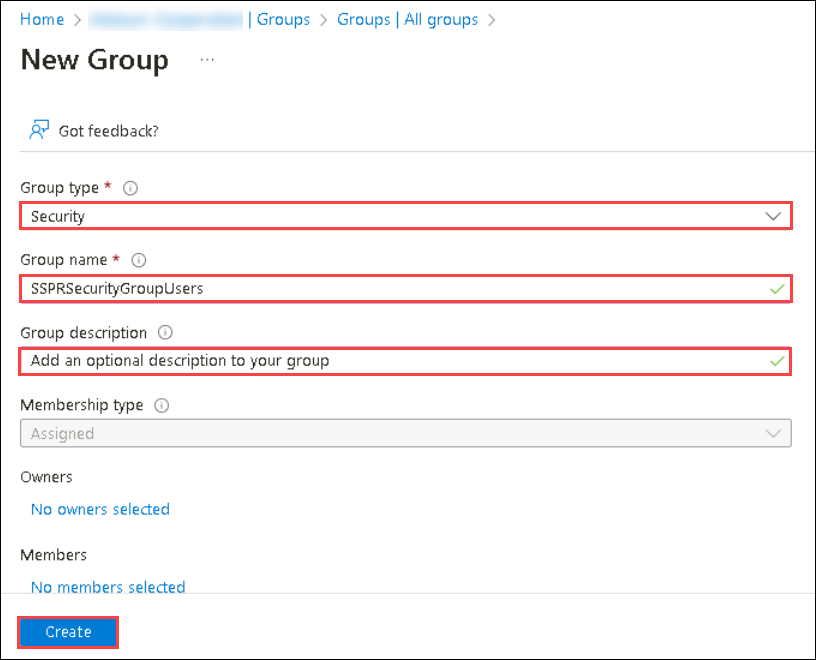 Home > | Groups > Groups | All groups >
New Group ...
Got feedback?
Group type *
Security
Group name *
SSPRSecurityGroupUsers
Group description
Add an optional description to your group
Membership type
Assigned
Owners
No owners selected
Members
No members selected
Create